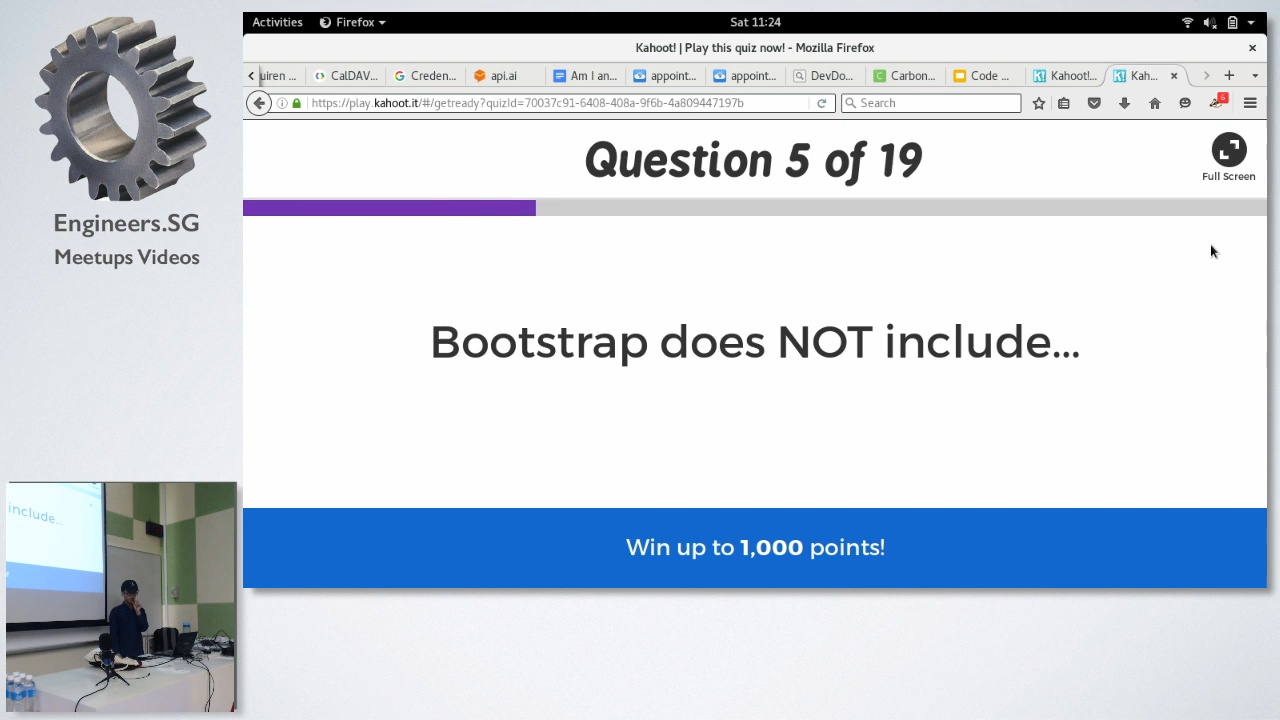 Activities Firefox Sat 11:24
Kahoot! | Play this quiz now! - Mozilla Firefox
uiren ... CalDAV... Creden... api.ai Am I an... appoint... appoint... DevDo... Carbon... Code ... Kahoot!... Kah...
https://play.kahoot.it/#/getready?quizId=70037c91-6408-408a-9f6b-4a809447197b Search 6
Question 5 of 19
Full Screen
Engineers.SG
Meetups Videos
Bootstrap does NOT include...
include...
Win up to 1,000 points!